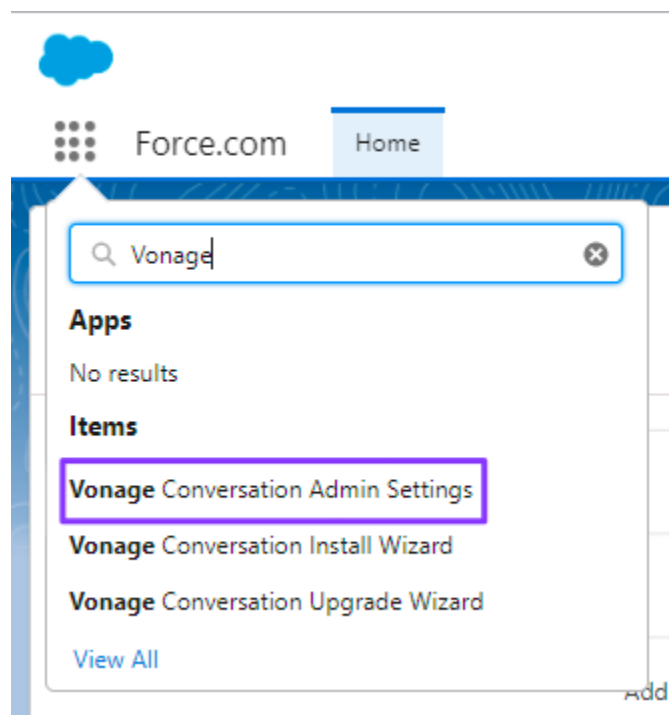 Force.com
Home
Vonage
Apps
No results
Items
Vonage Conversation Admin Settings
Vonage Conversation Install Wizard
Vonage Conversation Upgrade Wizard
View All
Add